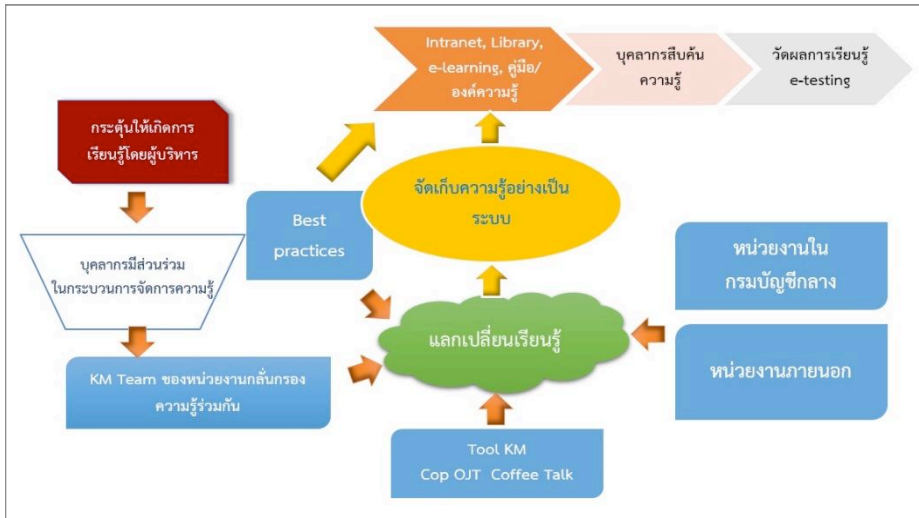 Intranet, Library,
e-learning, คู่มือ/
องค์ความรู้
บุคลากรสืบค้น
ความรู้
วัดผลการเรียนรู้
e-testing
กระตุ้นให้เกิดการ
เรียนรู้โดยผู้บริหาร
จัดเก็บความรู้อย่างเป็น
ระบบ
Best
practices
บุคลากรมีส่วนร่วม
ในกระบวนการจัดการความรู้
หน่วยงานใน
กรมบัญชีกลาง
แลกเปลี่ยนเรียนรู้
หน่วยงานภายนอก
KM Team ของหน่วยงานกลั่นกรอง
ความรู้ร่วมกัน
Tool KM
Cop OJT Coffee Talk